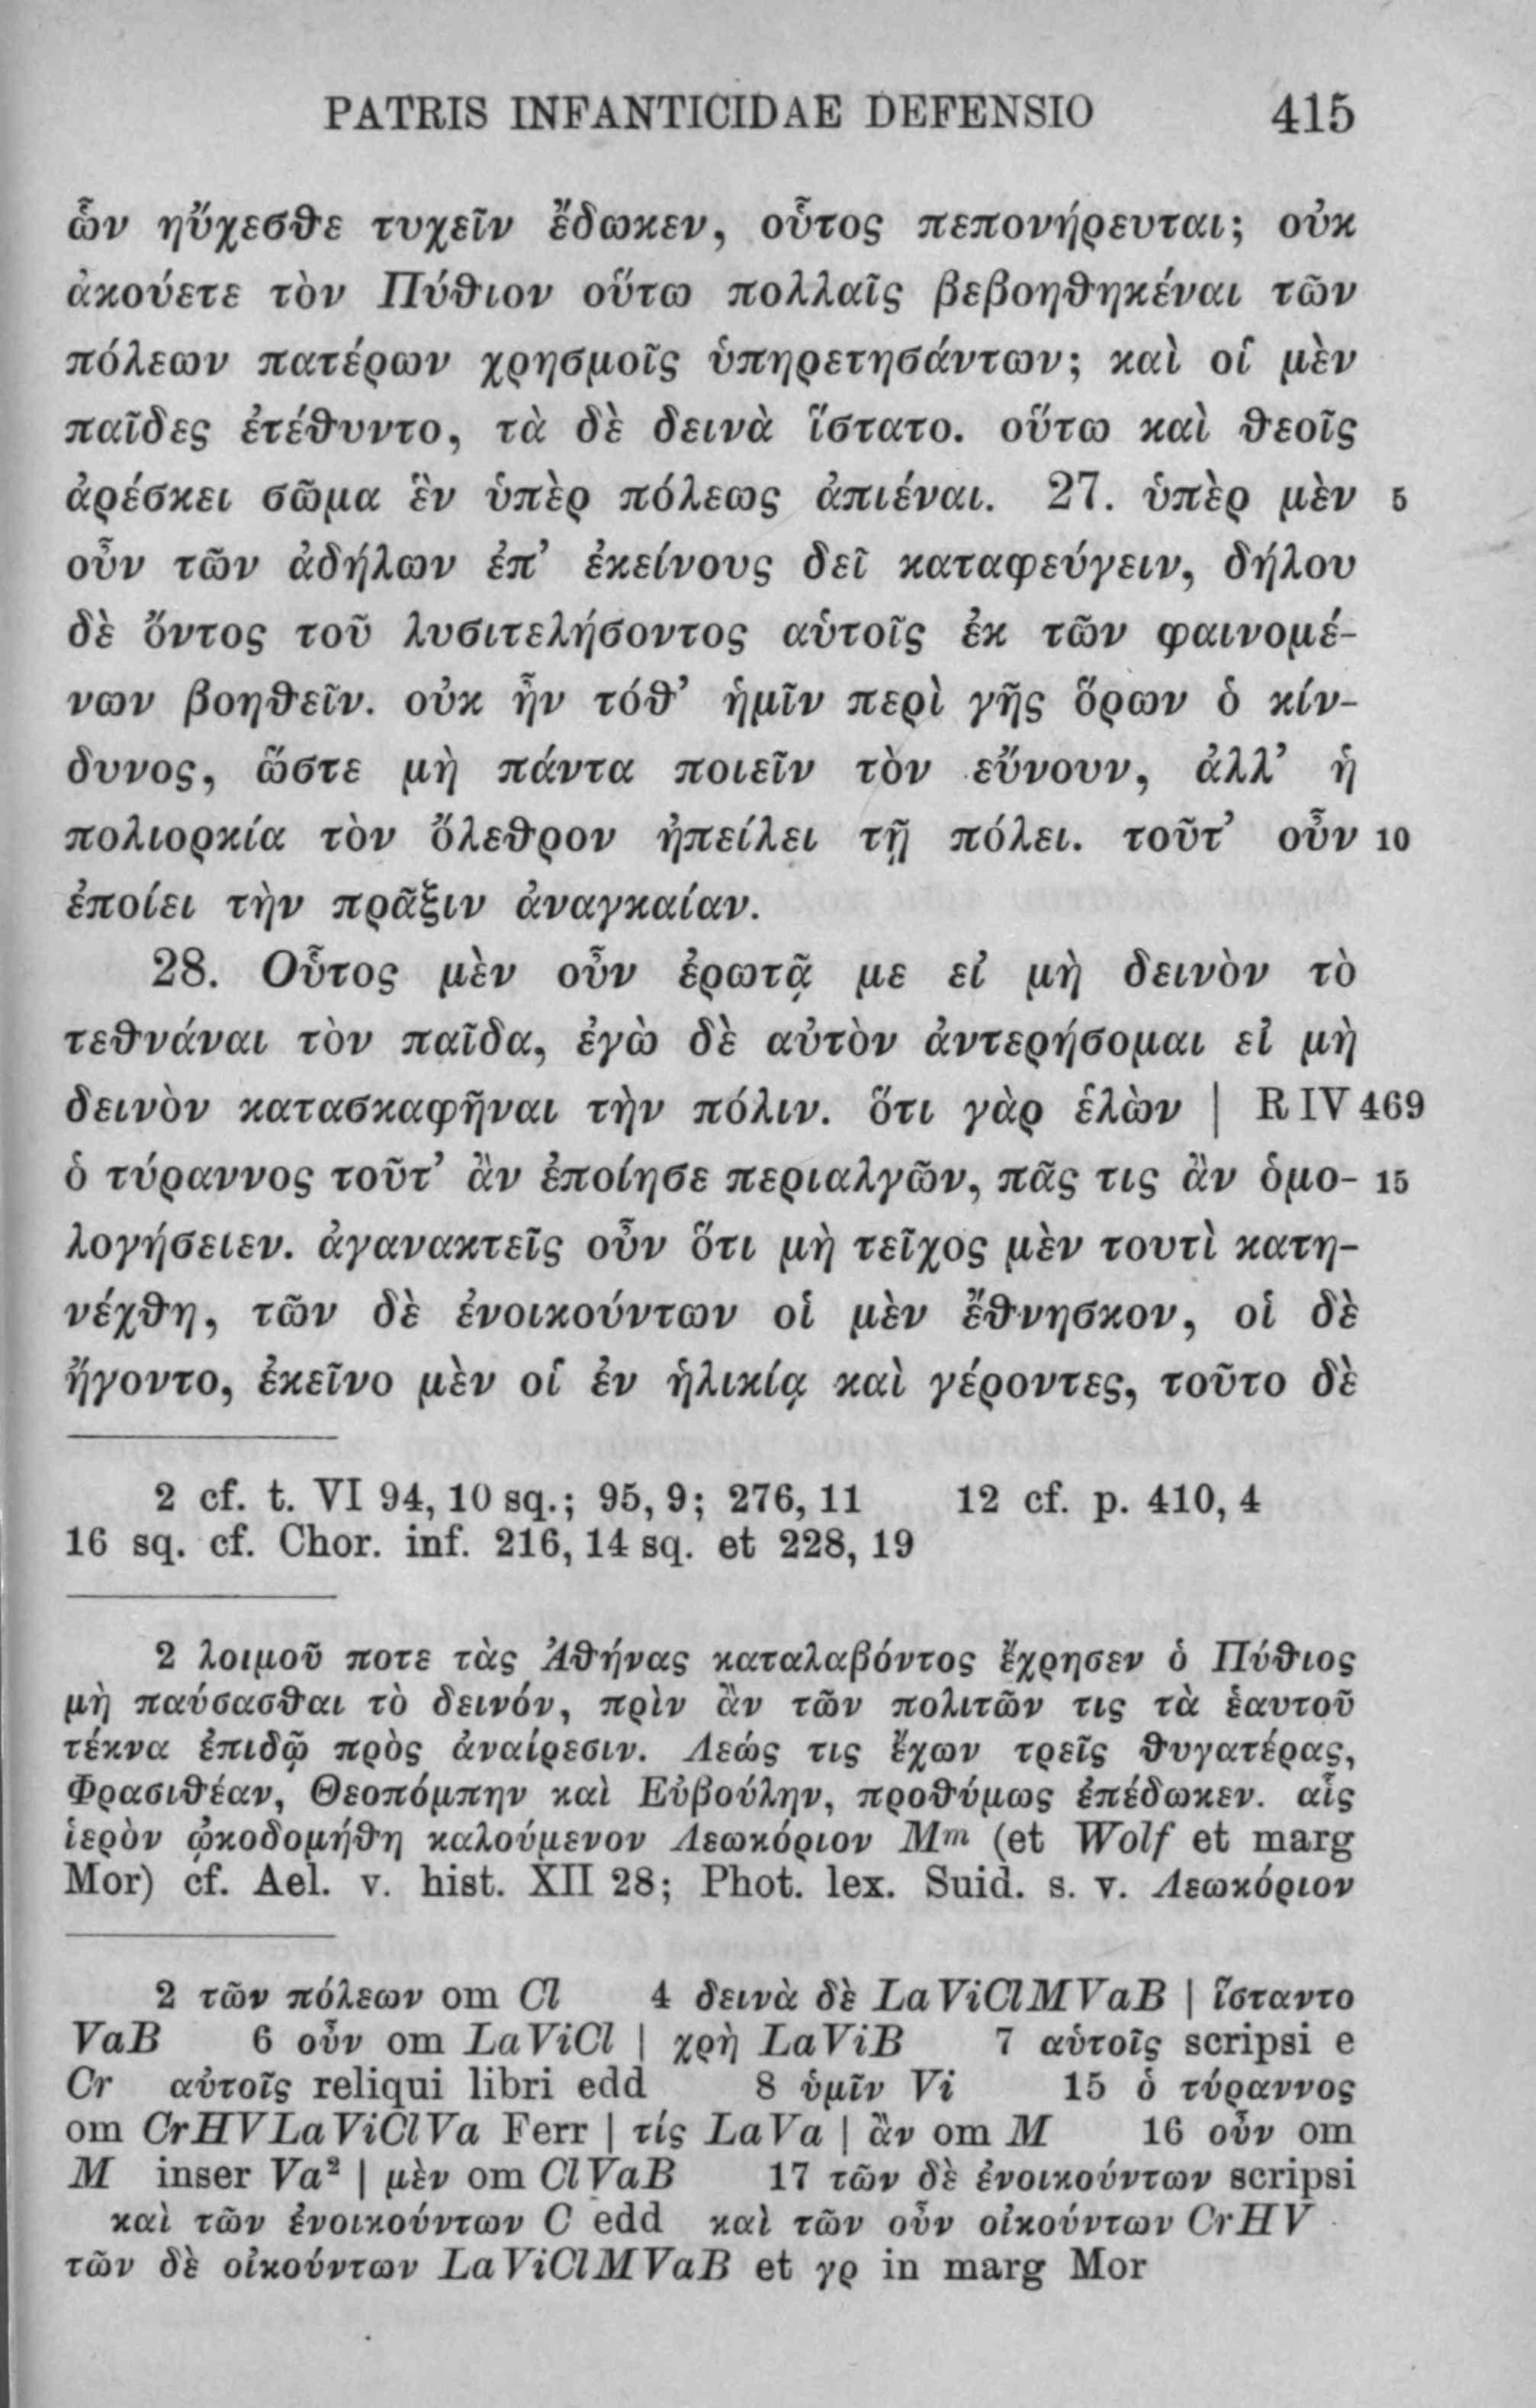 PATRIS INFANTICIDAE DEFENSIO 415
ὧν ηὔχεσθε τυχεῖν ἔδωκεν, οὗτος πεπονήρευται; οὐκ
ἀκούετε τὸν Πύθιον οὕτω πολλαῖς βεβοηθηκέναι τῶν
πόλεων πατέρων χρησμοῖς ὑπηρετησάντων; καὶ οἱ μὲν
παῖδες ἐτέθυντο, τὰ δὲ δεινὰ ἵστατο. οὕτω καὶ θεοῖς
ἀρέσκει σῶμα ἓν ὑπὲρ πόλεως ἀπιέναι. 27. ὑπὲρ μὲν 5
οὖν τῶν ἀδήλων ἐπ’ ἐκείνους δεῖ καταφεύγειν, δήλου
δὲ ὄντος τοῦ λυσιτελήσοντος αὑτοῖς ἐκ τῶν φαινομέ-
νων βοηθεῖν. οὐκ ἦν τόθ’ ἡμῖν περὶ γῆς ὅρων ὁ κίν-
δυνος, ὥστε μὴ πάντα ποιεῖν τὸν εὔνουν, ἀλλ’ ἡ
πολιορκία τὸν ὄλεθρον ἠπείλει τῇ πόλει. τοῦτ’ οὖν 10
ἐποίει τὴν πρᾶξιν ἀναγκαίαν.
28. Οὗτος μὲν οὖν ἐρωτᾷ με εἰ μὴ δεινὸν τὸ
τεθνάναι τὸν παῖδα, ἐγὼ δὲ αὐτὸν ἀντερήσομαι εἰ μὴ
δεινὸν κατασκαφῆναι τὴν πόλιν. ὅτι γὰρ ἑλὼν | R IV 469
ὁ τύραννος τοῦτ’ ἂν ἐποίησε περιαλγῶν, πᾶς τις ἂν ὁμο- 15
λογήσειεν. ἀγανακτεῖς οὖν ὅτι μὴ τεῖχος μὲν τουτὶ κατη-
νέχθη, τῶν δὲ ἐνοικούντων οἱ μὲν ἔθνησκον, οἱ δὲ
ἤγοντο, ἐκεῖνο μὲν οἱ ἐν ἡλικίᾳ καὶ γέροντες, τοῦτο δὲ
2 cf. t. VI 94, 10 sq.; 95, 9; 276, 11 12 cf. p. 410, 4
16 sq. cf. Chor. inf. 216, 14 sq. et 228, 19
2 λοιμοῦ ποτε τὰς Ἀθήνας καταλαβόντος ἔχρησεν ὁ Πύθιος
μὴ παύσασθαι τὸ δεινόν, πρὶν ἂν τῶν πολιτῶν τις τὰ ἑαυτοῦ
τέκνα ἐπιδῷ πρὸς ἀναίρεσιν. Λεώς τις ἔχων τρεῖς θυγατέρας,
Φρασιθέαν, Θεοπόμπην καὶ Εὐβούλην, προθύμως ἐπέδωκεν. αἷς
ἱερὸν ᾠκοδομήθη καλούμενον Λεωκόριον Mm (et Wolf et marg
Mor) cf. Ael. v. hist. XII 28; Phot. lex. Suid. s. v. Λεωκόριον
2 τῶν πόλεων om Cl 4 δεινὰ δὲ LaViClMVaB | ἵσταντο
VaB 6 οὖν om LaViCl | χρὴ LaViB 7 αὑτοῖς scripsi e
Cr αὐτοῖς reliqui libri edd 8 ὑμῖν Vi 15 ὁ τύραννος
om CrHVLaViClVa Ferr | τίς LaVa | ἂν om M 16 οὖν om
M inser Va² | μὲν om ClVaB 17 τῶν δὲ ἐνοικούντων scripsi
καὶ τῶν ἐνοικούντων C edd καὶ τῶν οὖν οἰκούντων CrHV
τῶν δὲ οἰκούντων LaViClMVaB et γρ in marg Mor